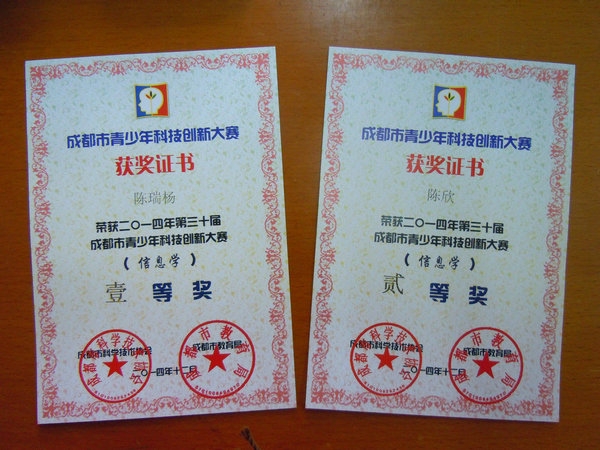 成都市青少年科技创新大赛
获奖证书
陈瑞杨
荣获二〇一四年第三十届
成都市青少年科技创新大赛
（信息学）
壹 等 奖
成都市科学技术协会 成都市教育局
二〇一四年十二月
成都市青少年科技创新大赛
获奖证书
陈欣
荣获二〇一四年第三十届
成都市青少年科技创新大赛
（信息学）
贰 等 奖
成都市科学技术协会 成都市教育局
二〇一四年十二月